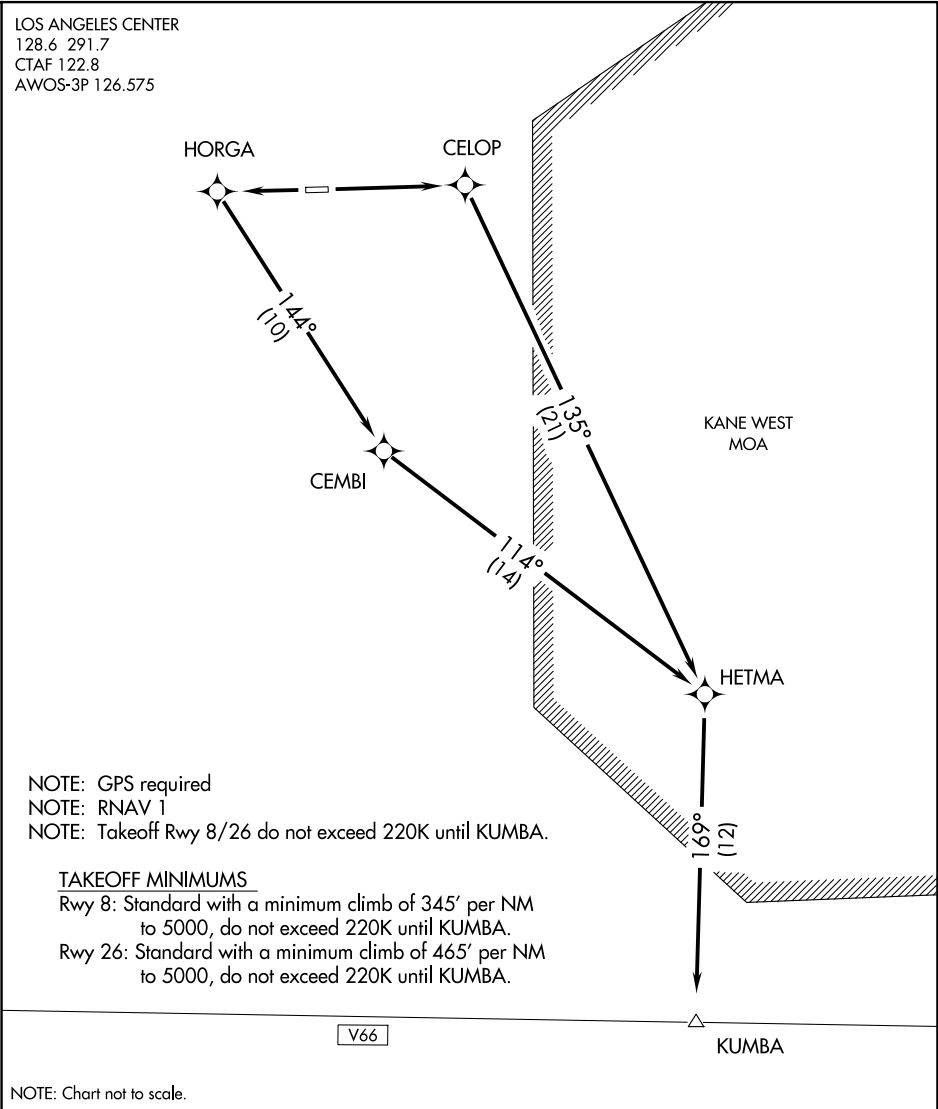 LOS ANGELES CENTER
128.6 291.7
CTAF 122.8
AWOS-3P 126.575
HORGA
CELOP
144°
(10)
135°
(21)
KANE WEST
MOA
CEMBI
114°
(14)
HETMA
NOTE: GPS required
NOTE: RNAV 1
NOTE: Takeoff Rwy 8/26 do not exceed 220K until KUMBA.
169°
(12)
TAKEOFF MINIMUMS
Rwy 8: Standard with a minimum climb of 345' per NM
to 5000, do not exceed 220K until KUMBA.
Rwy 26: Standard with a minimum climb of 465' per NM
to 5000, do not exceed 220K until KUMBA.
V66
KUMBA
NOTE: Chart not to scale.